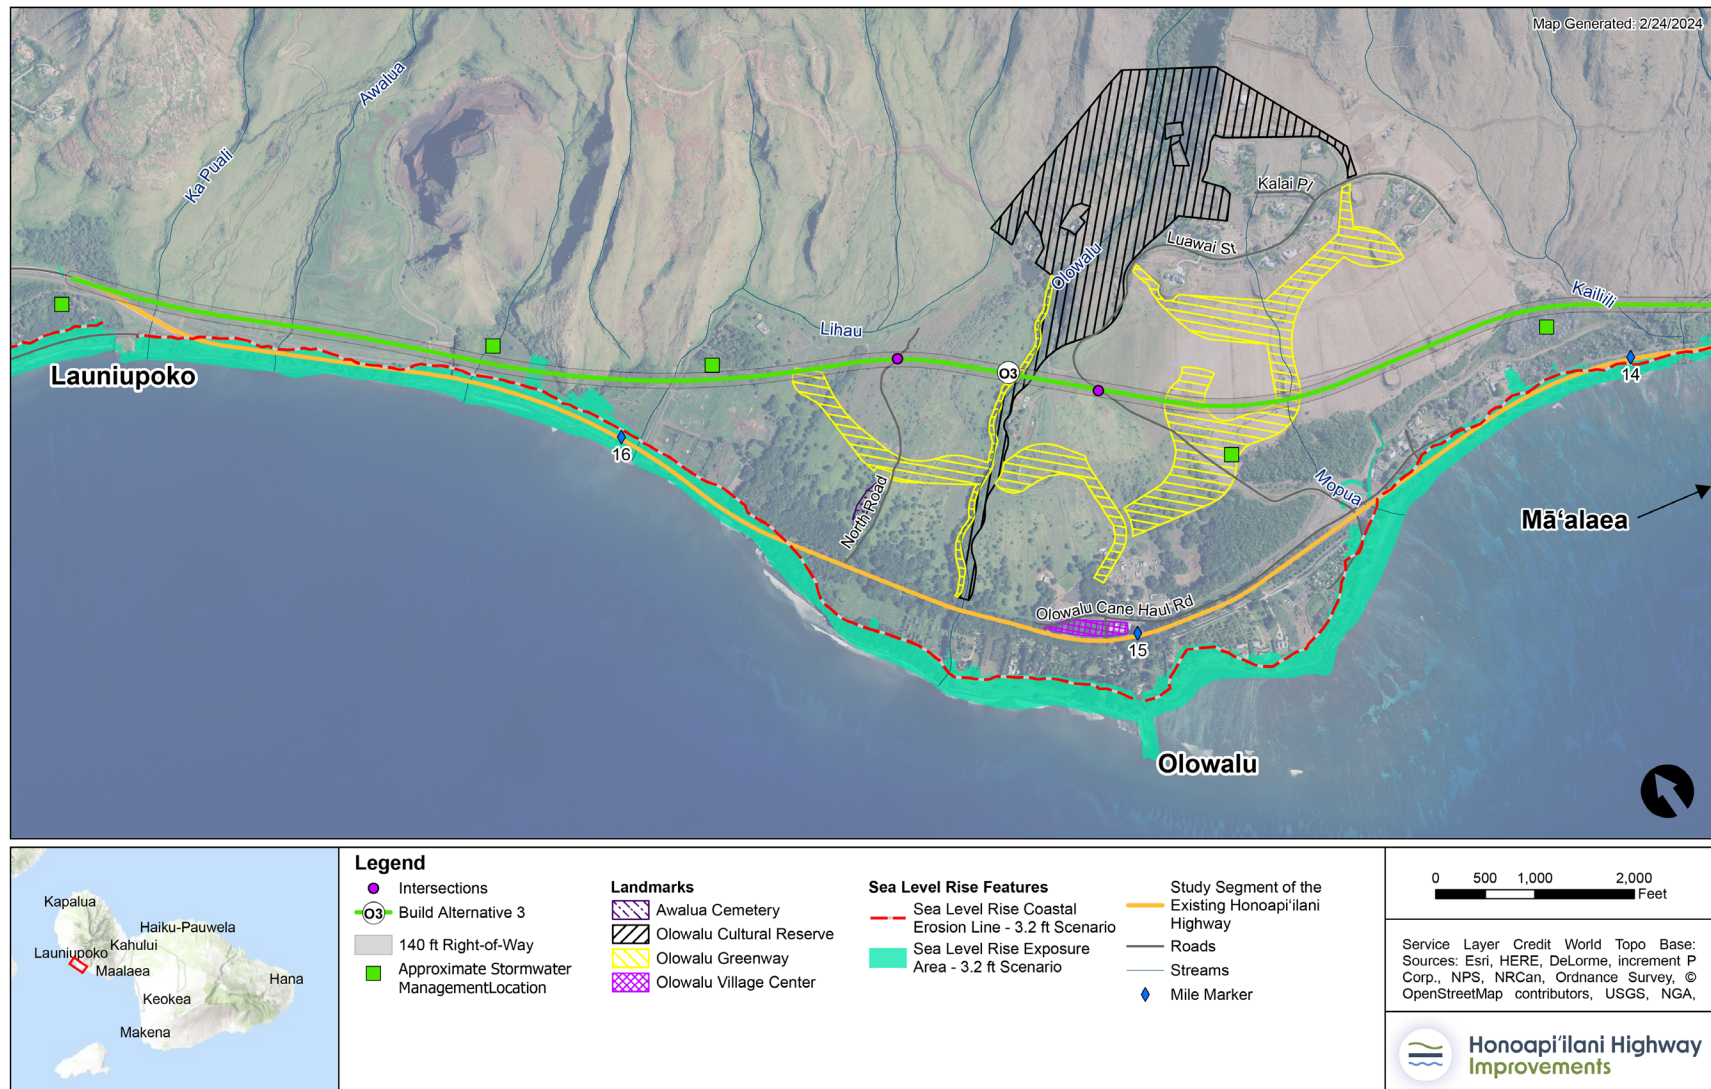 Map Generated: 2/24/2024
Awalua
Ka Puali
Kalai Pl
Luawai St
Olowalu
Kailiili
Lihau
O3
Launiupoko
14
16
North Road
Mopua
Māʻalaea
Olowalu Cane Haul Rd
15
Olowalu
Kapalua
Haiku-Pauwela
Kahului
Launiupoko
Maalaea
Hana
Keokea
Makena
Legend
Intersections
O3 Build Alternative 3
140 ft Right-of-Way
Approximate Stormwater
ManagementLocation
Landmarks
Awalua Cemetery
Olowalu Cultural Reserve
Olowalu Greenway
Olowalu Village Center
Sea Level Rise Features
Sea Level Rise Coastal
Erosion Line - 3.2 ft Scenario
Sea Level Rise Exposure
Area - 3.2 ft Scenario
Study Segment of the
Existing Honoapiʻilani
Highway
Roads
Streams
Mile Marker
0 500 1,000 2,000
Feet
Service Layer Credit World Topo Base:
Sources: Esri, HERE, DeLorme, increment P
Corp., NPS, NRCan, Ordnance Survey, ©
OpenStreetMap contributors, USGS, NGA,
Honoapiʻilani Highway
Improvements